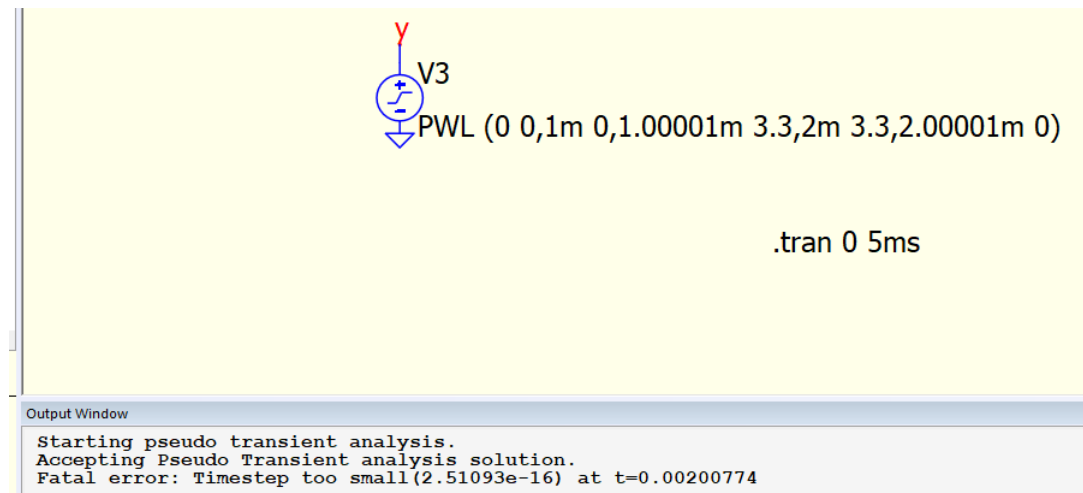 y
V3
PWL (0 0,1m 0,1.00001m 3.3,2m 3.3,2.00001m 0)
.tran 0 5ms
Output Window
Starting pseudo transient analysis.
Accepting Pseudo Transient analysis solution.
Fatal error: Timestep too small(2.51093e-16) at t=0.00200774